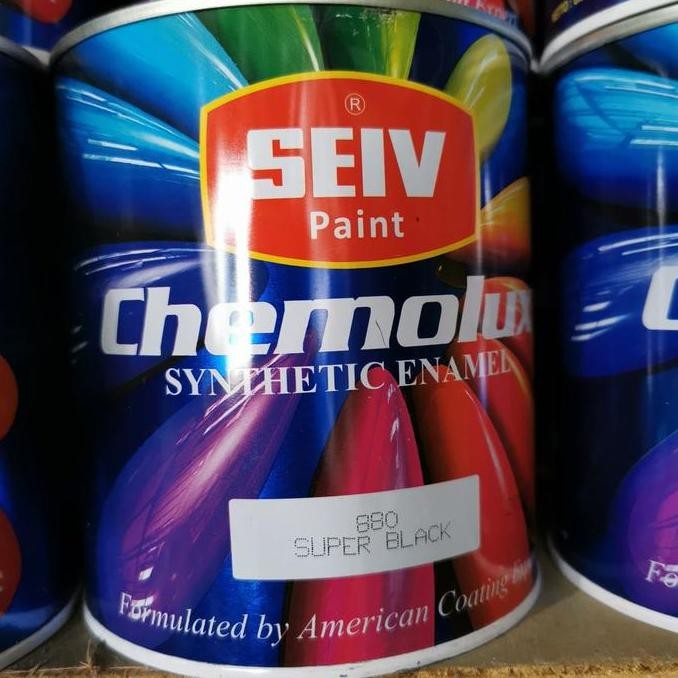 ®
SEIV
Paint
Chemolux
SYNTHETIC ENAMEL
880
SUPER BLACK
Formulated by American Coating